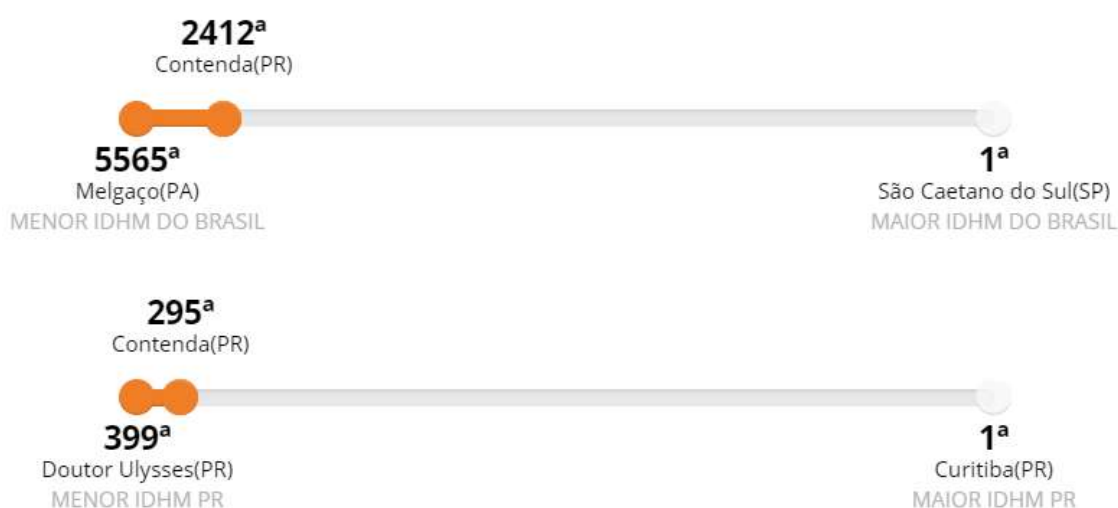 2412ª
Contenda(PR)
5565ª
Melgaço(PA)
MENOR IDHM DO BRASIL
1ª
São Caetano do Sul(SP)
MAIOR IDHM DO BRASIL
295ª
Contenda(PR)
399ª
Doutor Ulysses(PR)
MENOR IDHM PR
1ª
Curitiba(PR)
MAIOR IDHM PR